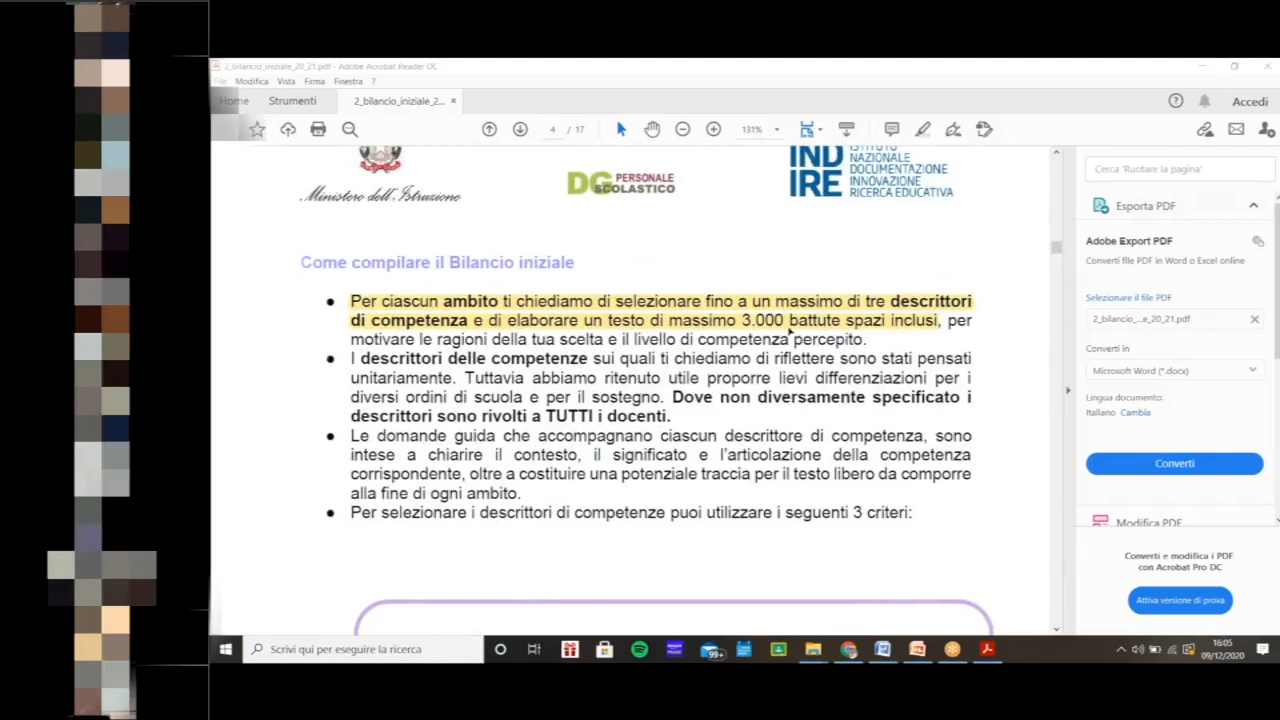 2_bilancio_iniziale_20_21.pdf - Adobe Acrobat Reader DC
File Modifica Vista Firma Finestra ?
Home Strumenti 2_bilancio_iniziale_2... × Accedi
4 / 17 131%
Ministero dell'Istruzione
DG PERSONALE SCOLASTICO
INDIRE ISTITUTO
NAZIONALE
DOCUMENTAZIONE
INNOVAZIONE
RICERCA EDUCATIVA
Come compilare il Bilancio iniziale
● Per ciascun ambito ti chiediamo di selezionare fino a un massimo di tre descrittori
di competenza e di elaborare un testo di massimo 3.000 battute spazi inclusi, per
motivare le ragioni della tua scelta e il livello di competenza percepito.
● I descrittori delle competenze sui quali ti chiediamo di riflettere sono stati pensati
unitariamente. Tuttavia abbiamo ritenuto utile proporre lievi differenziazioni per i
diversi ordini di scuola e per il sostegno. Dove non diversamente specificato i
descrittori sono rivolti a TUTTI i docenti.
● Le domande guida che accompagnano ciascun descrittore di competenza, sono
intese a chiarire il contesto, il significato e l'articolazione della competenza
corrispondente, oltre a costituire una potenziale traccia per il testo libero da comporre
alla fine di ogni ambito.
● Per selezionare i descrittori di competenze puoi utilizzare i seguenti 3 criteri:
Cerca 'Ruotare la pagina'
Esporta PDF
Adobe Export PDF
Converti file PDF in Word o Excel online
Selezionare il file PDF
2_bilancio_...e_20_21.pdf
Converti in
Microsoft Word (*.docx)
Lingua documento:
Italiano Cambia
Converti
Modifica PDF
Converti e modifica i PDF
con Acrobat Pro DC
Attiva versione di prova
Scrivi qui per eseguire la ricerca
99+
16:05
09/12/2020